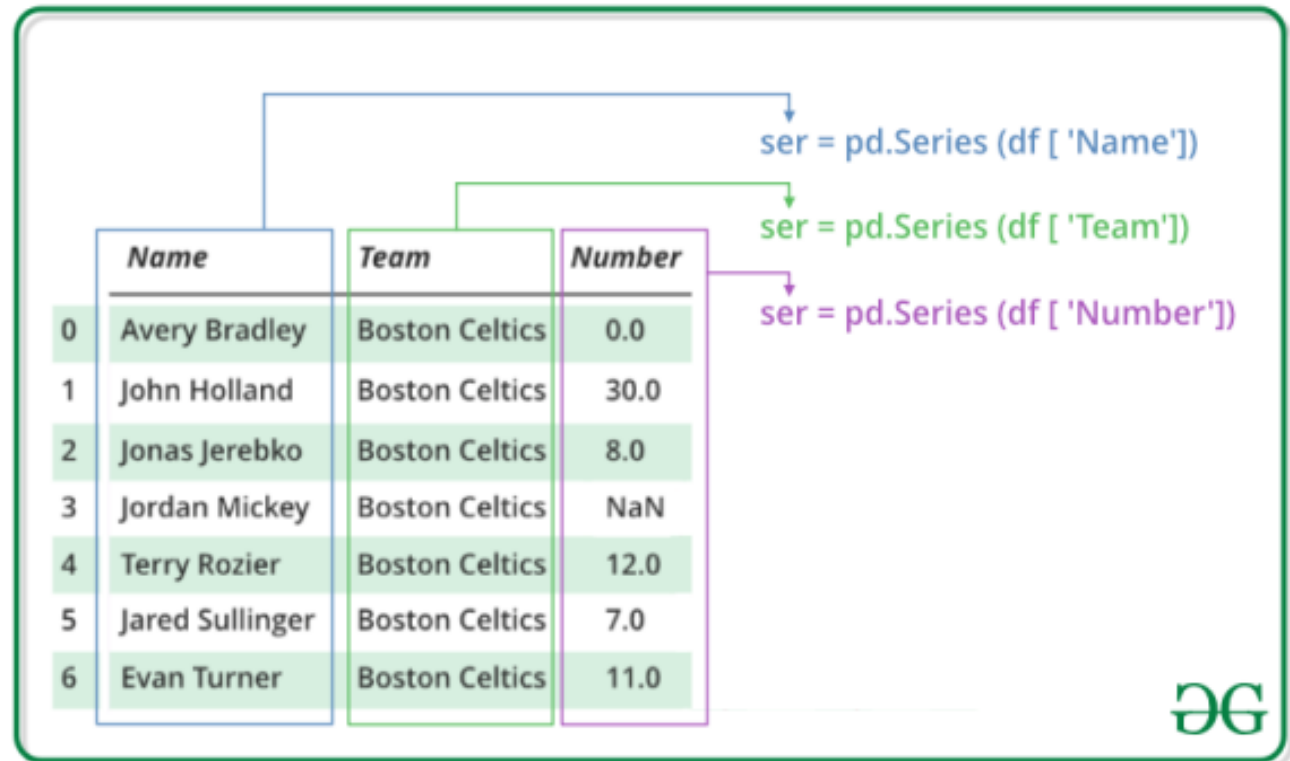 ser = pd.Series (df [ 'Name'])
ser = pd.Series (df [ 'Team'])
ser = pd.Series (df [ 'Number'])
Name Team Number
0 Avery Bradley Boston Celtics 0.0
1 John Holland Boston Celtics 30.0
2 Jonas Jerebko Boston Celtics 8.0
3 Jordan Mickey Boston Celtics NaN
4 Terry Rozier Boston Celtics 12.0
5 Jared Sullinger Boston Celtics 7.0
6 Evan Turner Boston Celtics 11.0